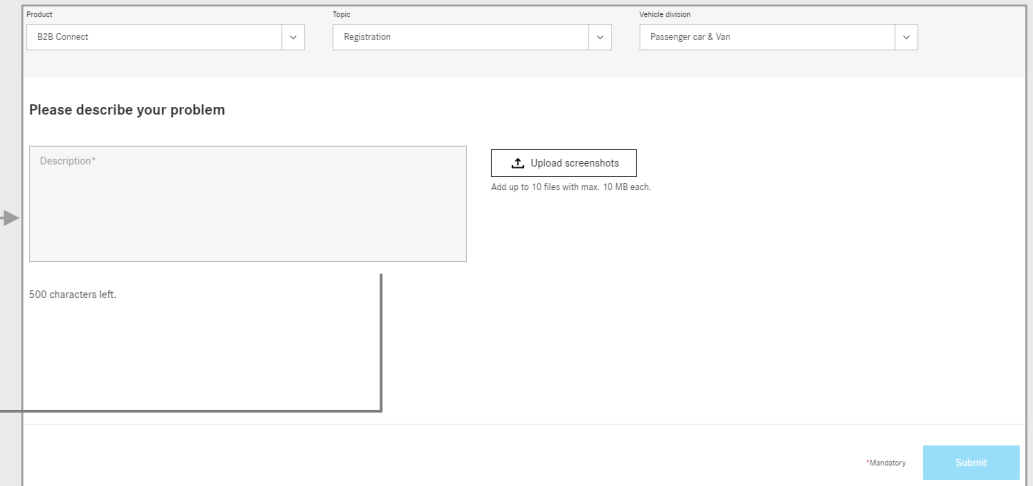 Product
Topic
Vehicle division
B2B Connect
Registration
Passenger car & Van
Please describe your problem
Description*
Upload screenshots
Add up to 10 files with max. 10 MB each.
500 characters left.
*Mandatory
Submit